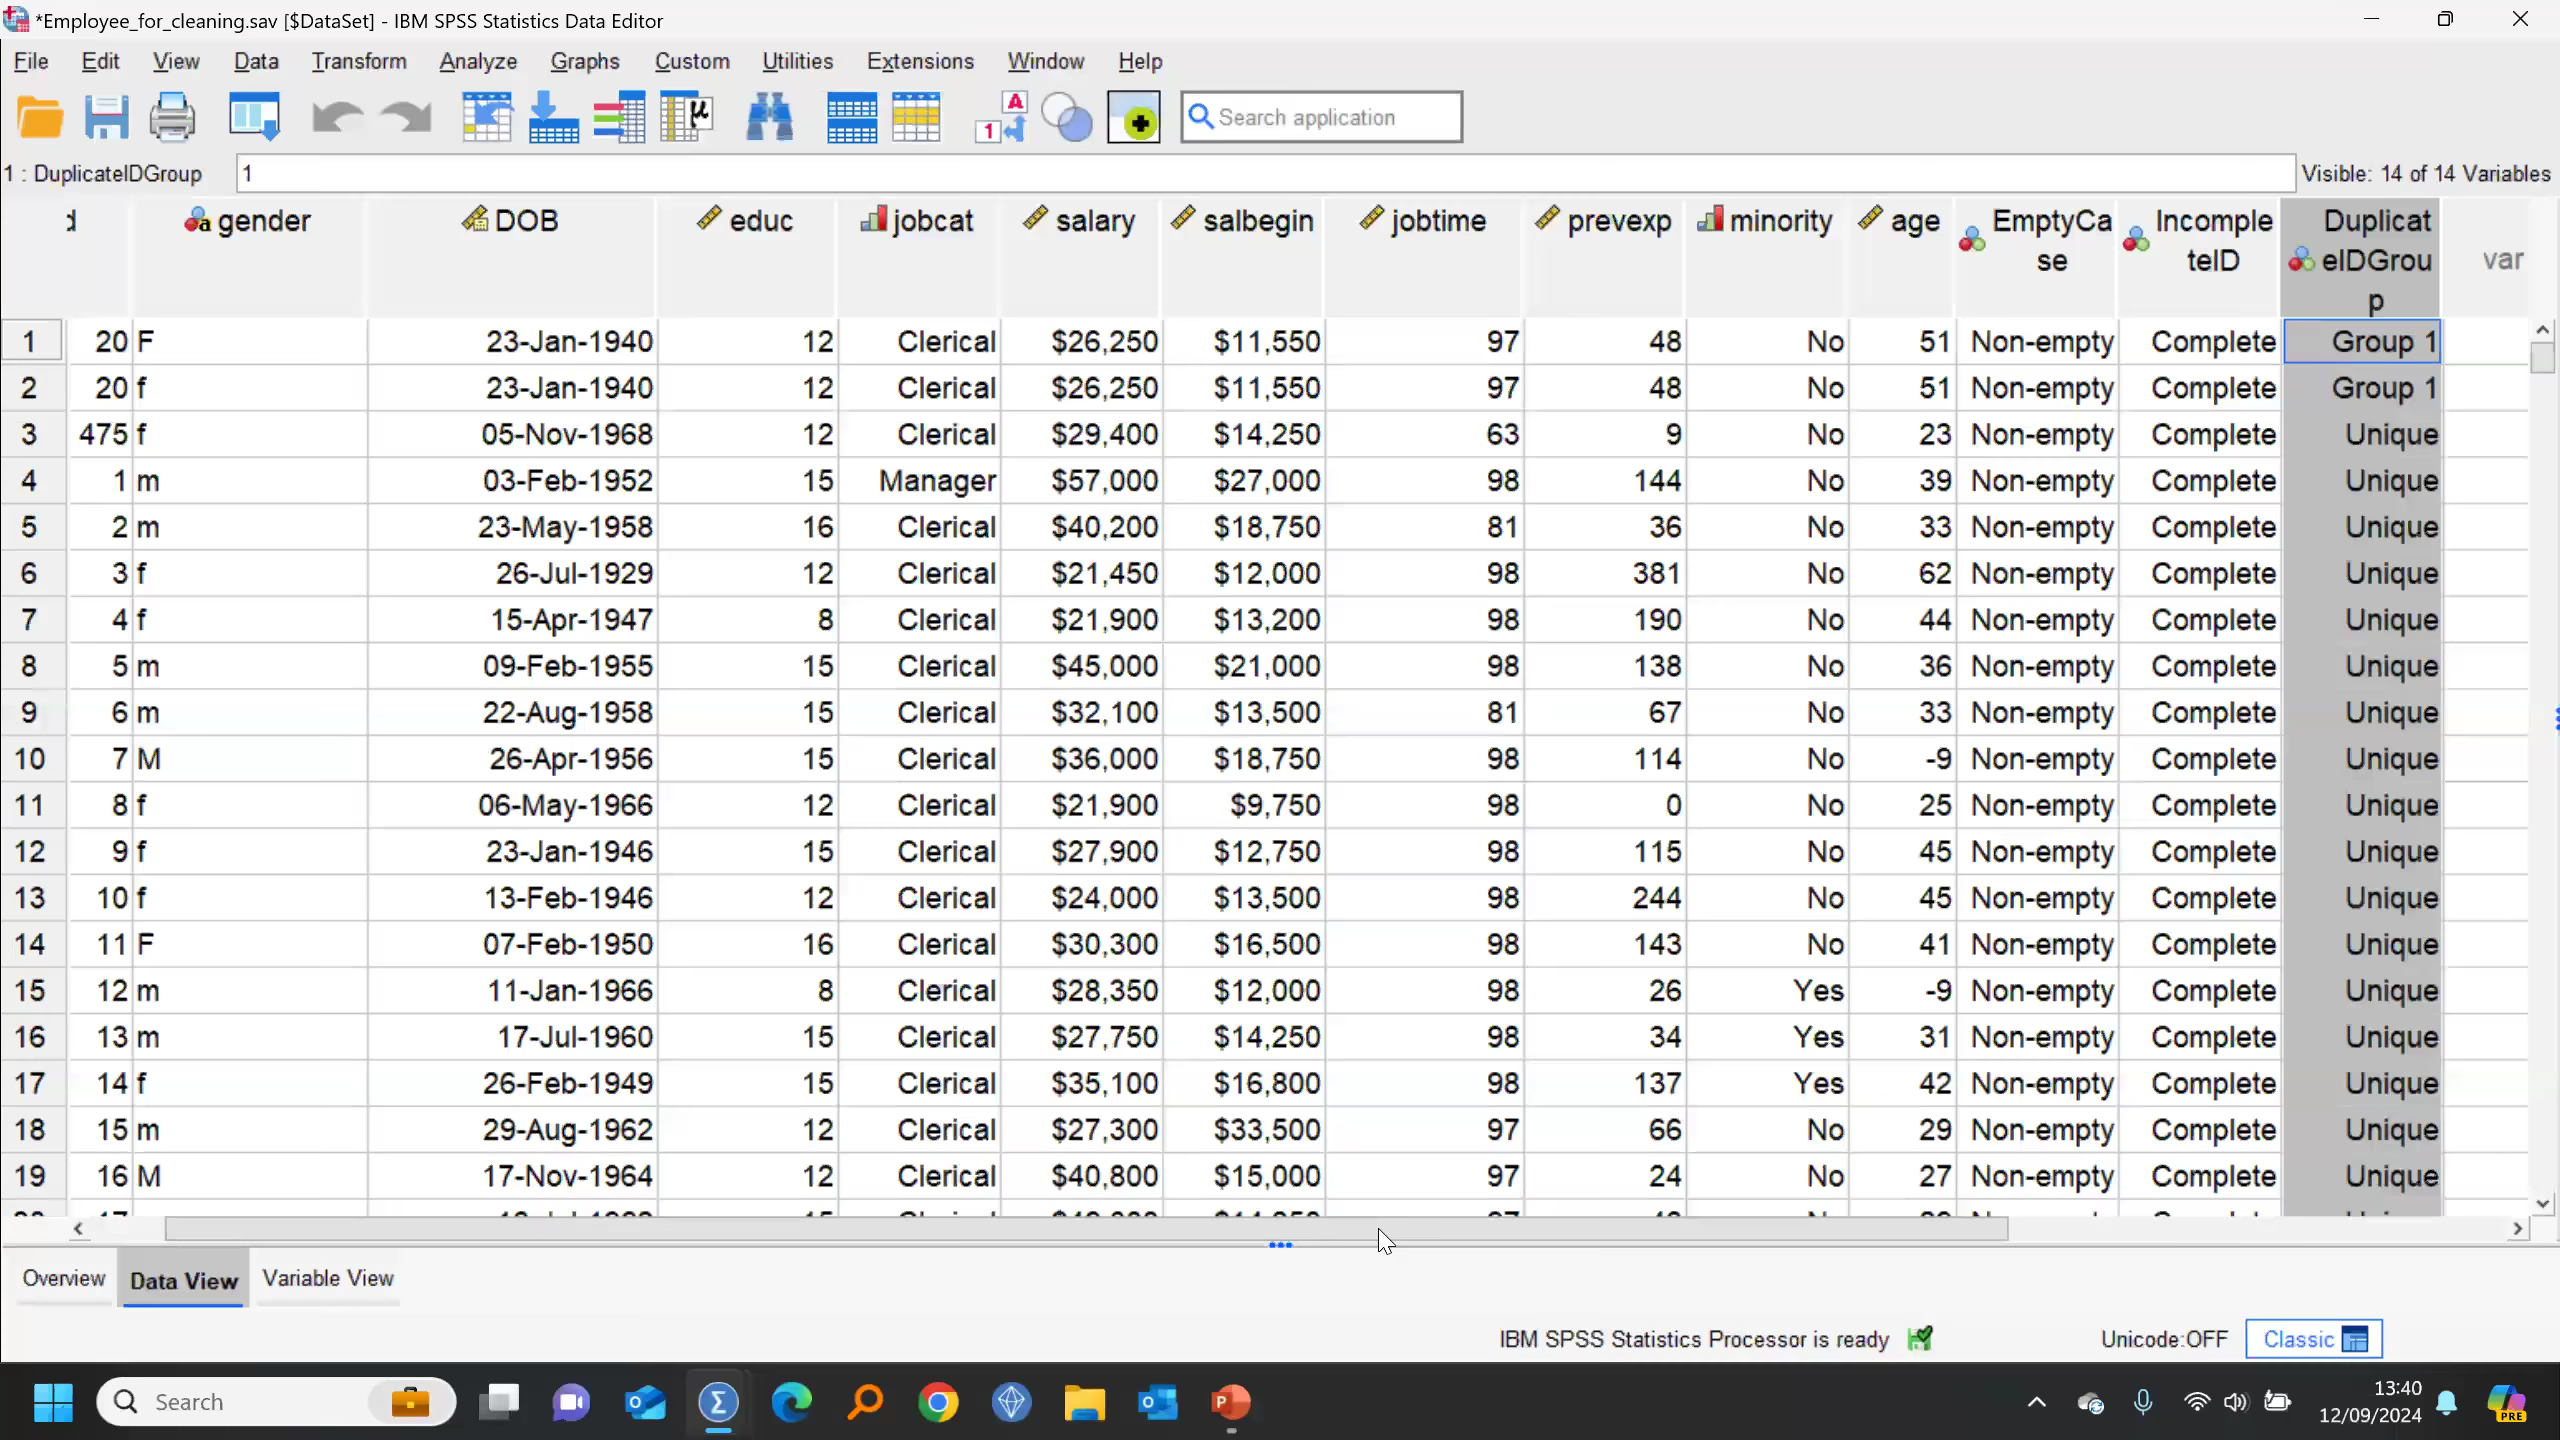 *Employee_for_cleaning.sav [$DataSet] - IBM SPSS Statistics Data Editor
File Edit View Data Transform Analyze Graphs Custom Utilities Extensions Window Help
Search application
1 : DuplicateIDGroup 1 Visible: 14 of 14 Variables
d gender DOB educ jobcat salary salbegin jobtime prevexp minority age EmptyCa Incomple Duplicat
se teID eIDGrou var
p
1 20 F 23-Jan-1940 12 Clerical $26,250 $11,550 97 48 No 51 Non-empty Complete Group 1
2 20 f 23-Jan-1940 12 Clerical $26,250 $11,550 97 48 No 51 Non-empty Complete Group 1
3 475 f 05-Nov-1968 12 Clerical $29,400 $14,250 63 9 No 23 Non-empty Complete Unique
4 1 m 03-Feb-1952 15 Manager $57,000 $27,000 98 144 No 39 Non-empty Complete Unique
5 2 m 23-May-1958 16 Clerical $40,200 $18,750 81 36 No 33 Non-empty Complete Unique
6 3 f 26-Jul-1929 12 Clerical $21,450 $12,000 98 381 No 62 Non-empty Complete Unique
7 4 f 15-Apr-1947 8 Clerical $21,900 $13,200 98 190 No 44 Non-empty Complete Unique
8 5 m 09-Feb-1955 15 Clerical $45,000 $21,000 98 138 No 36 Non-empty Complete Unique
9 6 m 22-Aug-1958 15 Clerical $32,100 $13,500 81 67 No 33 Non-empty Complete Unique
10 7 M 26-Apr-1956 15 Clerical $36,000 $18,750 98 114 No -9 Non-empty Complete Unique
11 8 f 06-May-1966 12 Clerical $21,900 $9,750 98 0 No 25 Non-empty Complete Unique
12 9 f 23-Jan-1946 15 Clerical $27,900 $12,750 98 115 No 45 Non-empty Complete Unique
13 10 f 13-Feb-1946 12 Clerical $24,000 $13,500 98 244 No 45 Non-empty Complete Unique
14 11 F 07-Feb-1950 16 Clerical $30,300 $16,500 98 143 No 41 Non-empty Complete Unique
15 12 m 11-Jan-1966 8 Clerical $28,350 $12,000 98 26 Yes -9 Non-empty Complete Unique
16 13 m 17-Jul-1960 15 Clerical $27,750 $14,250 98 34 Yes 31 Non-empty Complete Unique
17 14 f 26-Feb-1949 15 Clerical $35,100 $16,800 98 137 Yes 42 Non-empty Complete Unique
18 15 m 29-Aug-1962 12 Clerical $27,300 $33,500 97 66 No 29 Non-empty Complete Unique
19 16 M 17-Nov-1964 12 Clerical $40,800 $15,000 97 24 No 27 Non-empty Complete Unique
Overview Data View Variable View
IBM SPSS Statistics Processor is ready Unicode:OFF Classic
Search 13:40
12/09/2024
PRE